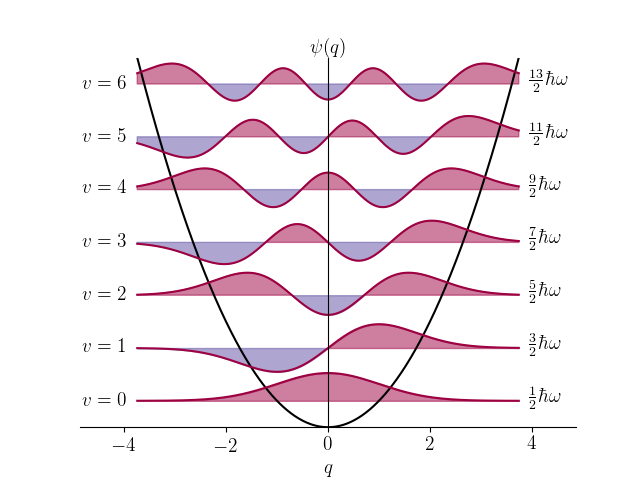 ψ(q)
v = 6 13/2 ℏω
v = 5 11/2 ℏω
v = 4 9/2 ℏω
v = 3 7/2 ℏω
v = 2 5/2 ℏω
v = 1 3/2 ℏω
v = 0 1/2 ℏω
−4 −2 0 2 4
q